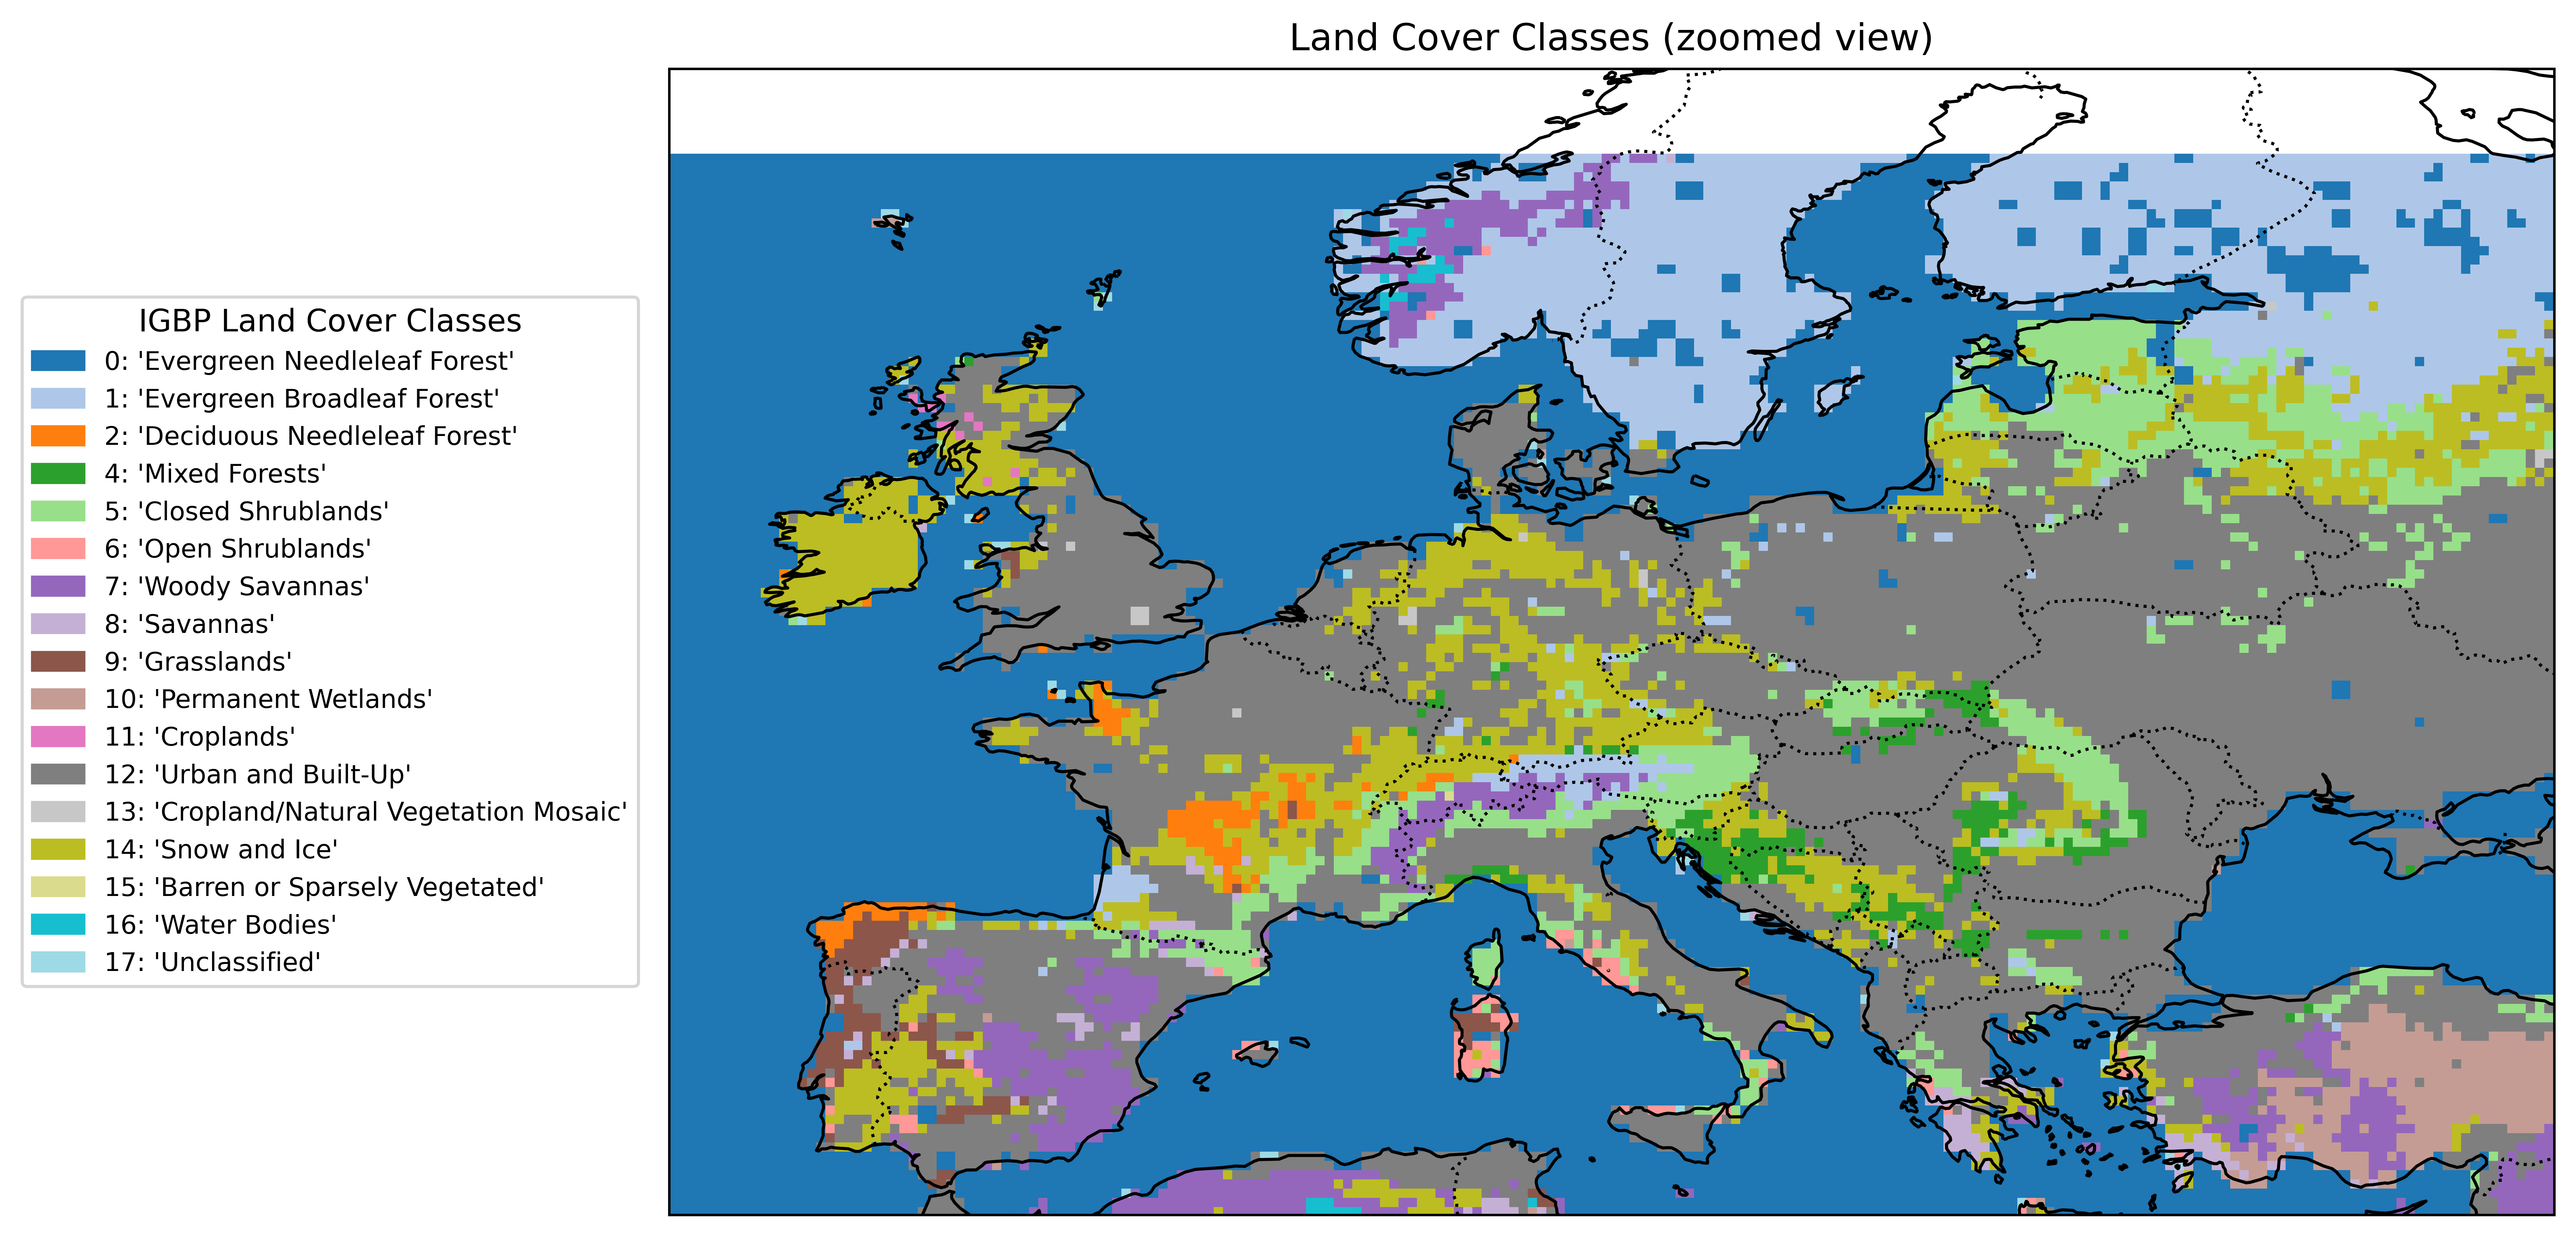 Land Cover Classes (zoomed view)
IGBP Land Cover Classes
0: 'Evergreen Needleleaf Forest'
1: 'Evergreen Broadleaf Forest'
2: 'Deciduous Needleleaf Forest'
4: 'Mixed Forests'
5: 'Closed Shrublands'
6: 'Open Shrublands'
7: 'Woody Savannas'
8: 'Savannas'
9: 'Grasslands'
10: 'Permanent Wetlands'
11: 'Croplands'
12: 'Urban and Built-Up'
13: 'Cropland/Natural Vegetation Mosaic'
14: 'Snow and Ice'
15: 'Barren or Sparsely Vegetated'
16: 'Water Bodies'
17: 'Unclassified'